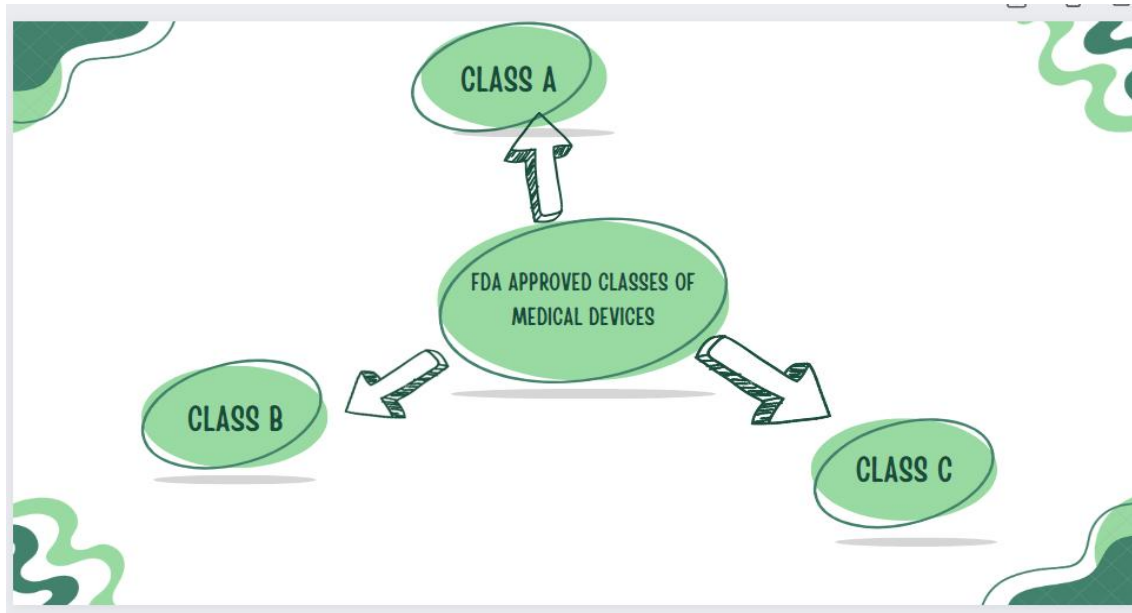 CLASS A
FDA APPROVED CLASSES OF
MEDICAL DEVICES
CLASS B
CLASS C